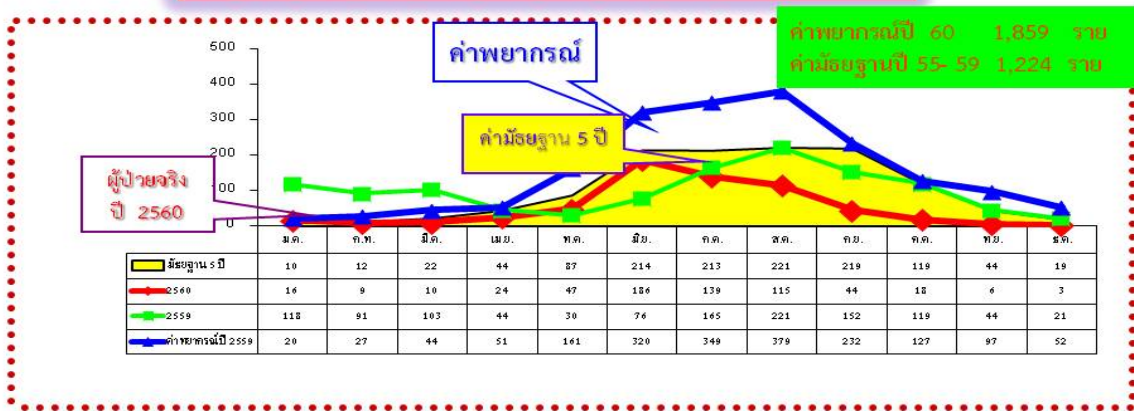 ค่าพยากรณ์ปี 60 1,859 ราย
ค่ามัธยฐานปี 55- 59 1,224 ราย
ค่าพยากรณ์
ค่ามัธยฐาน 5 ปี
ผู้ป่วยจริง
ปี 2560
500
400
300
200
100
0
ม.ค. ก.พ. มี.ค. เม.ย. พ.ค. มิ.ย. ก.ค. ส.ค. ก.ย. ต.ค. พ.ย. ธ.ค.
มัธยฐาน 5 ปี 10 12 22 44 87 214 213 221 219 119 44 19
2560 16 9 10 24 47 186 139 115 44 18 6 3
2559 118 91 103 44 30 76 165 221 152 119 44 21
ค่าพยากรณ์ปี 2559 20 27 44 51 161 320 349 379 232 127 97 52